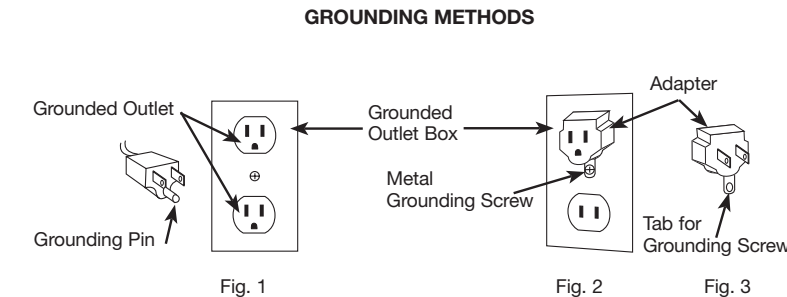 GROUNDING METHODS
Adapter
Grounded Outlet
Grounded
Outlet Box
Metal
Grounding Screw
Grounding Pin
Tab for
Grounding Screw
Fig. 1
Fig. 2
Fig. 3